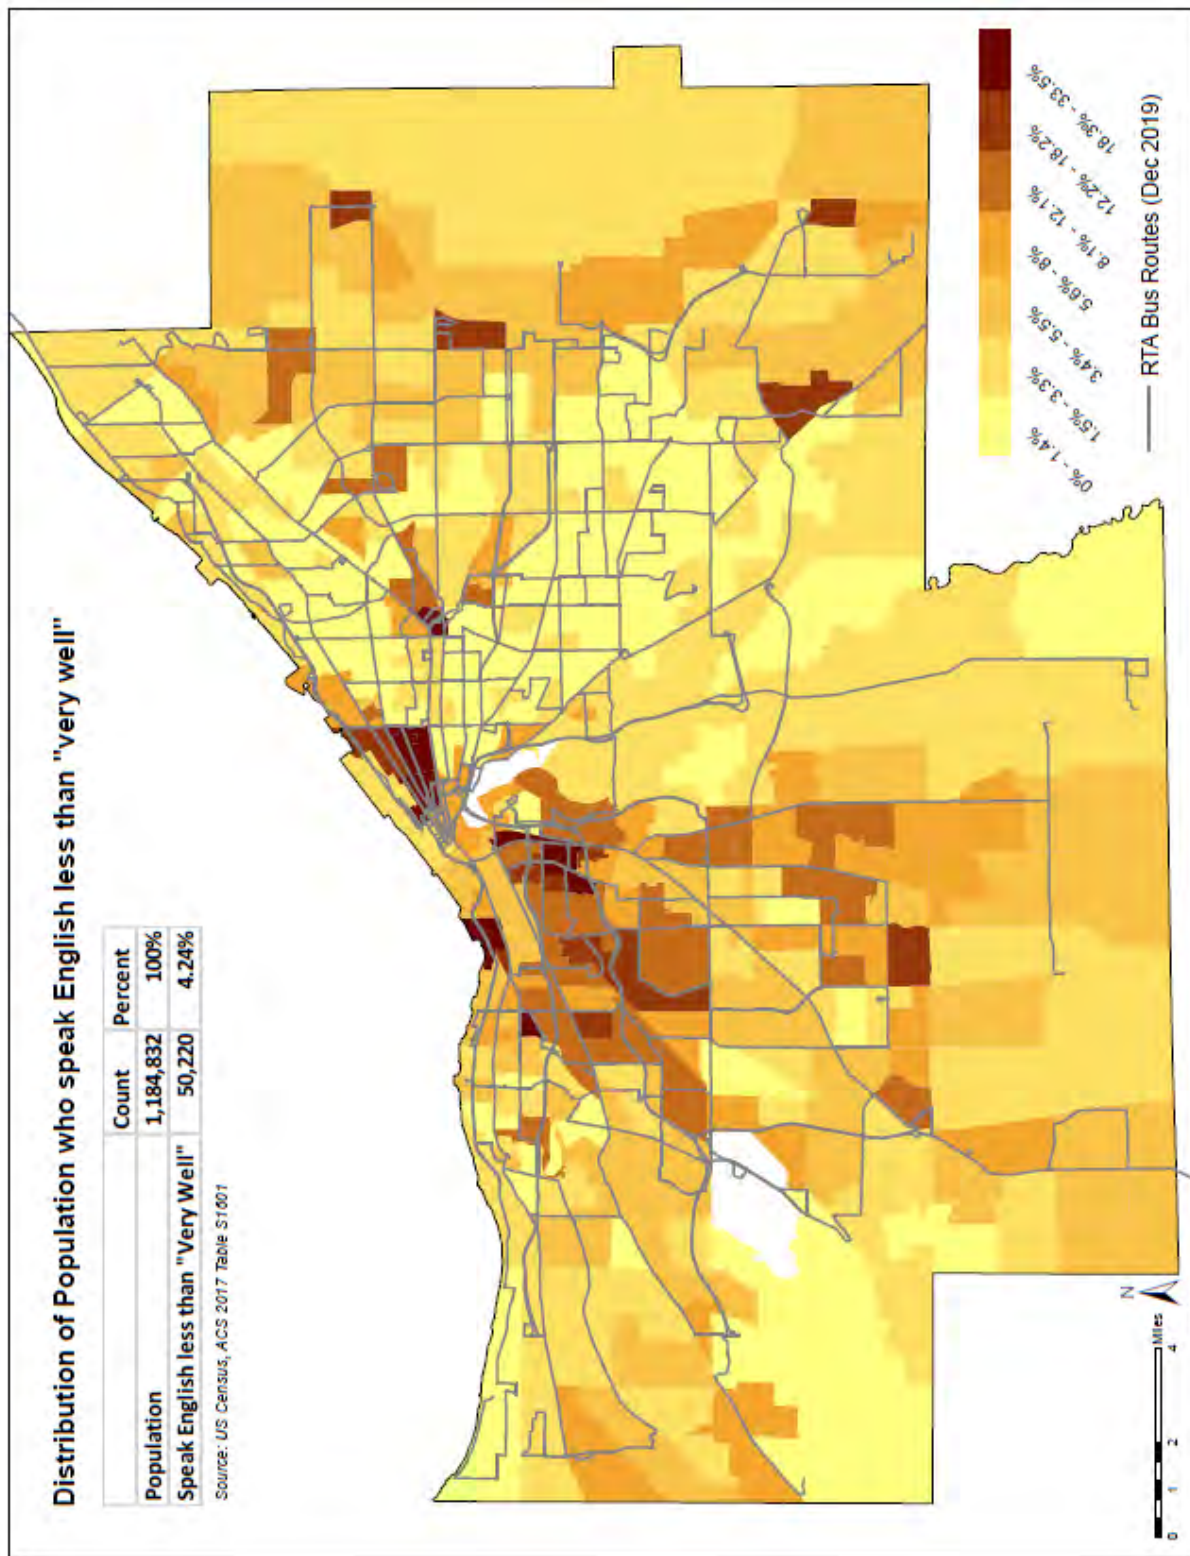 Distribution of Population who speak English less than "very well"
Count Percent
Population 1,184,832 100%
Speak English less than "Very Well" 50,220 4.24%
Source: US Census, ACS 2017 Table S1601
0% - 1.4%
1.5% - 3.3%
3.4% - 5.5%
5.6% - 8%
8.1% - 12.1%
12.2% - 18.2%
18.3% - 33.5%
RTA Bus Routes (Dec 2019)
N
Miles
0 1 2 4